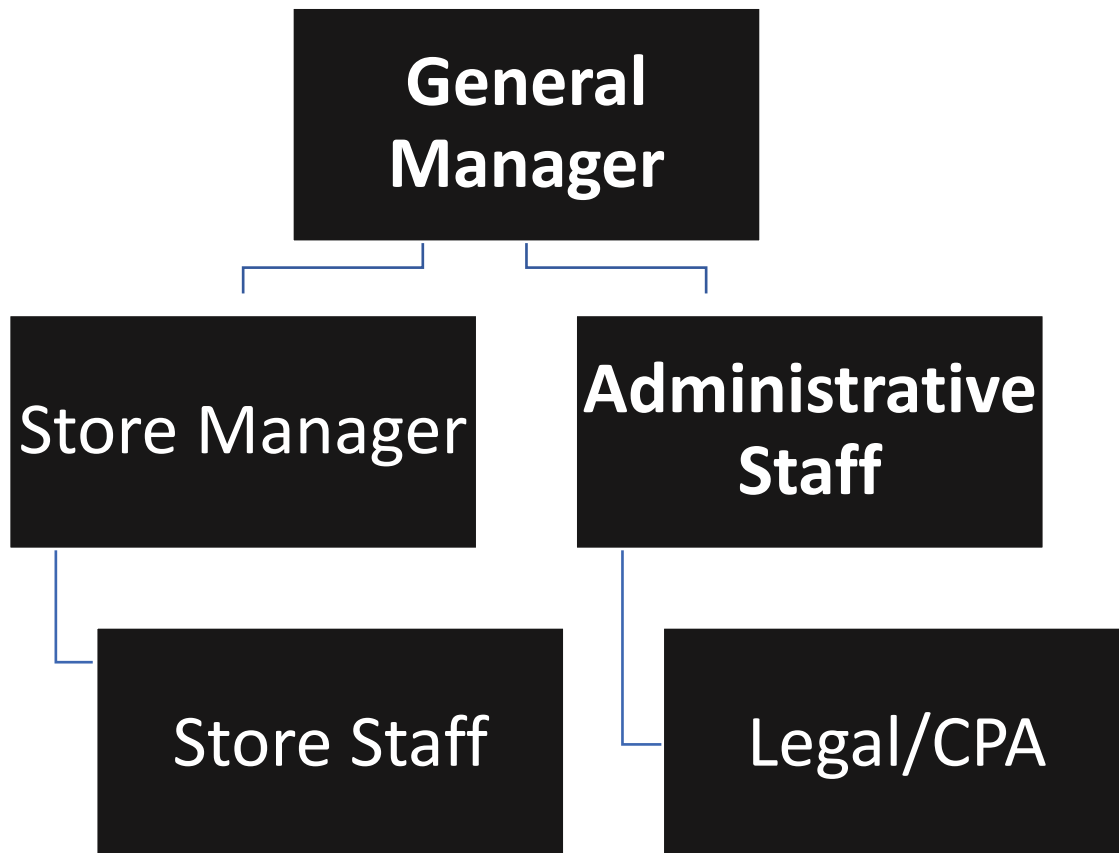 General
Manager
Store Manager
Administrative
Staff
Store Staff
Legal/CPA